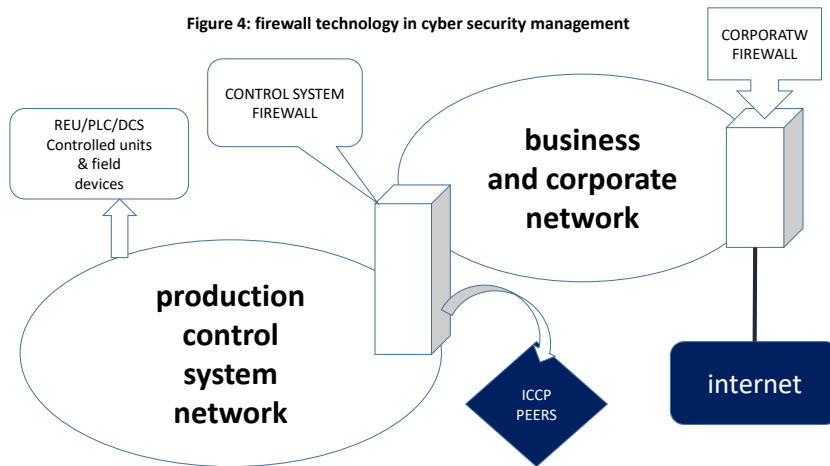 Figure 4: firewall technology in cyber security management
CORPORATW
FIREWALL
CONTROL SYSTEM
FIREWALL
REU/PLC/DCS
Controlled units
& field
devices
business
and corporate
network
production
control
system
network
ICCP
PEERS
internet